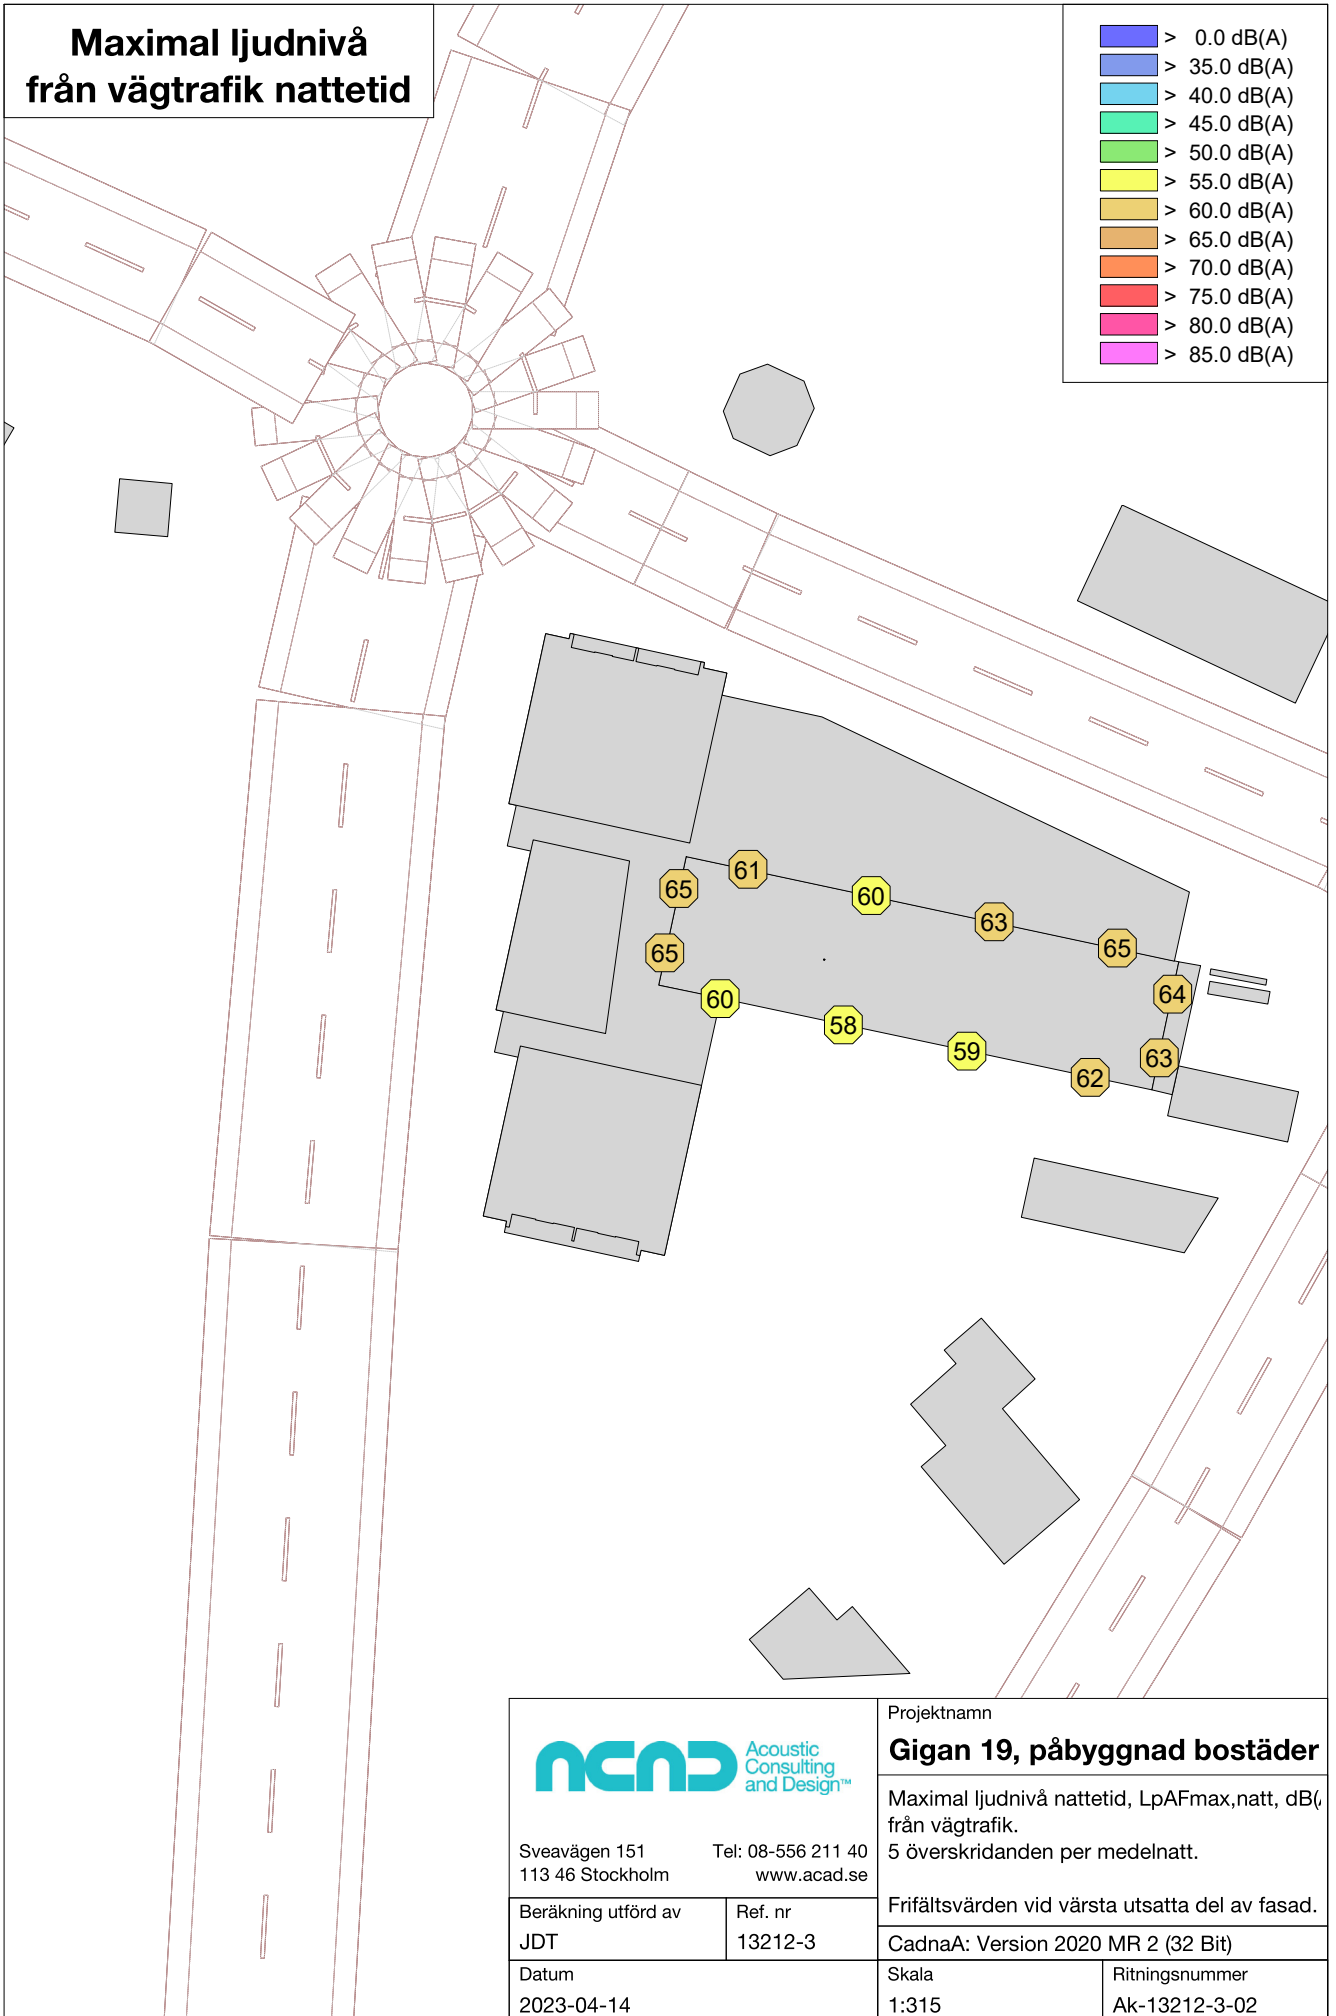 Maximal ljudnivå
från vägtrafik nattetid
> 0.0 dB(A)
> 35.0 dB(A)
> 40.0 dB(A)
> 45.0 dB(A)
> 50.0 dB(A)
> 55.0 dB(A)
> 60.0 dB(A)
> 65.0 dB(A)
> 70.0 dB(A)
> 75.0 dB(A)
> 80.0 dB(A)
> 85.0 dB(A)
61
65
60
63
65
65
64
60
58
59
63
62
acad
Acoustic
Consulting
and Design™
Sveavägen 151
113 46 Stockholm
Tel: 08-556 211 40
www.acad.se
Projektnamn
Gigan 19, påbyggnad bostäder
Maximal ljudnivå nattetid, LpAFmax,natt, dB(
från vägtrafik.
5 överskridanden per medelnatt.
Frifältsvärden vid värsta utsatta del av fasad.
Beräkning utförd av
JDT
Ref. nr
13212-3
CadnaA: Version 2020 MR 2 (32 Bit)
Datum
2023-04-14
Skala
1:315
Ritningsnummer
Ak-13212-3-02